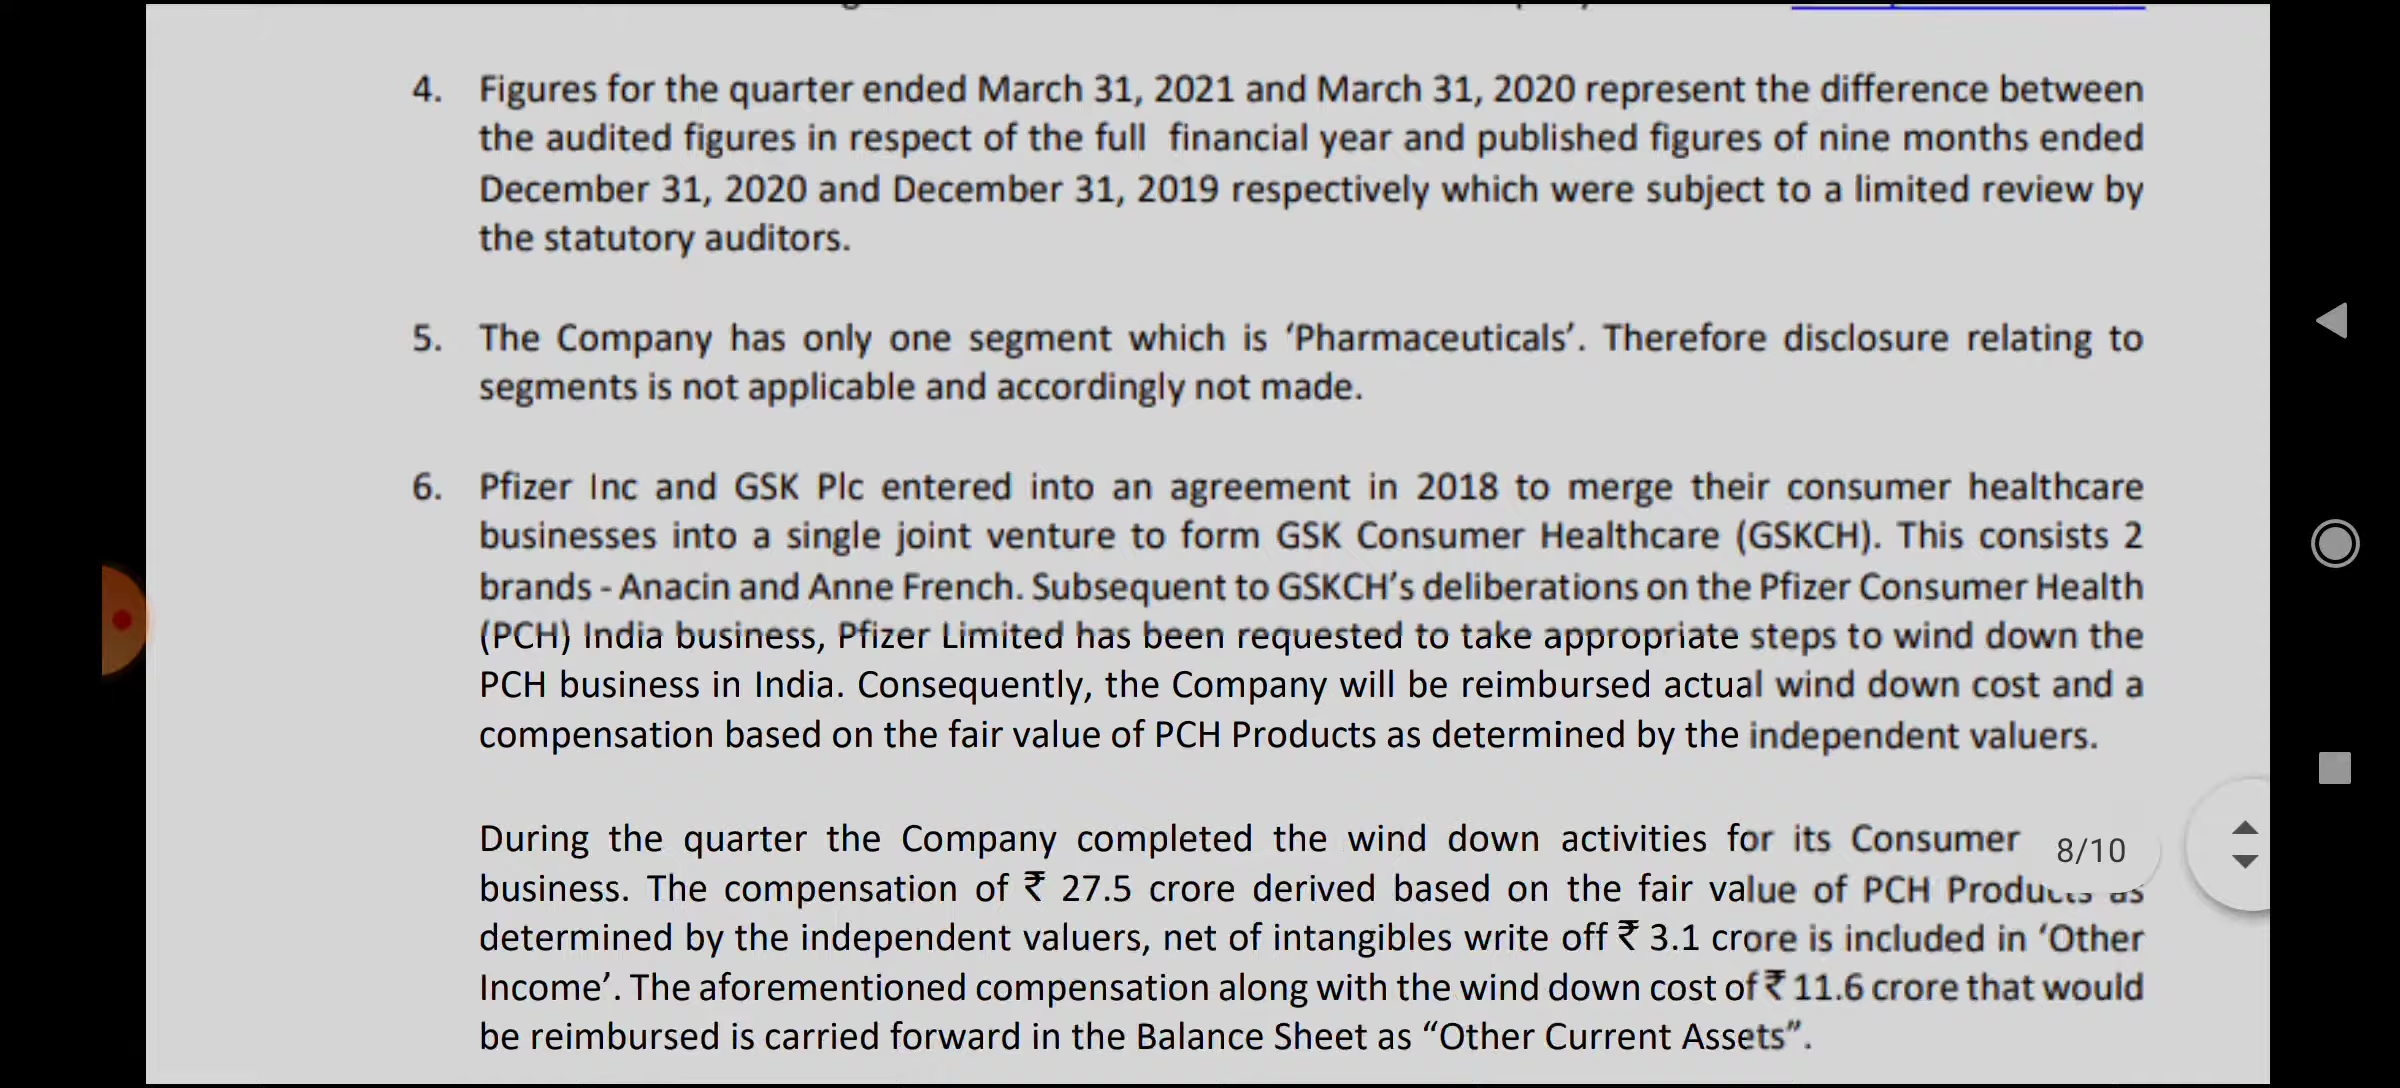 4. Figures for the quarter ended March 31, 2021 and March 31, 2020 represent the difference between
the audited figures in respect of the full financial year and published figures of nine months ended
December 31, 2020 and December 31, 2019 respectively which were subject to a limited review by
the statutory auditors.
5. The Company has only one segment which is ‘Pharmaceuticals’. Therefore disclosure relating to
segments is not applicable and accordingly not made.
6. Pfizer Inc and GSK Plc entered into an agreement in 2018 to merge their consumer healthcare
businesses into a single joint venture to form GSK Consumer Healthcare (GSKCH). This consists 2
brands - Anacin and Anne French. Subsequent to GSKCH’s deliberations on the Pfizer Consumer Health
(PCH) India business, Pfizer Limited has been requested to take appropriate steps to wind down the
PCH business in India. Consequently, the Company will be reimbursed actual wind down cost and a
compensation based on the fair value of PCH Products as determined by the independent valuers.
During the quarter the Company completed the wind down activities for its Consumer
8/10
business. The compensation of ₹ 27.5 crore derived based on the fair value of PCH Products as
determined by the independent valuers, net of intangibles write off ₹ 3.1 crore is included in ‘Other
Income’. The aforementioned compensation along with the wind down cost of ₹ 11.6 crore that would
be reimbursed is carried forward in the Balance Sheet as “Other Current Assets”.